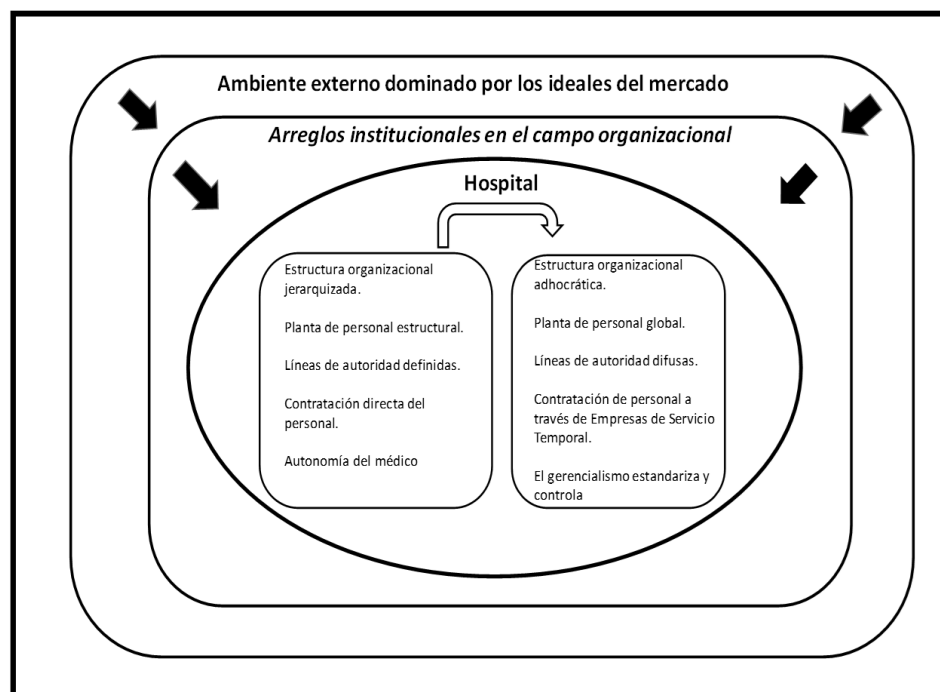 Ambiente externo dominado por los ideales del mercado
Arreglos institucionales en el campo organizacional
Hospital
Estructura organizacional
jerarquizada.
Planta de personal estructural.
Líneas de autoridad definidas.
Contratación directa del
personal.
Autonomía del médico
Estructura organizacional
adhocrática.
Planta de personal global.
Líneas de autoridad difusas.
Contratación de personal a
través de Empresas de Servicio
Temporal.
El gerencialismo estandariza y
controla